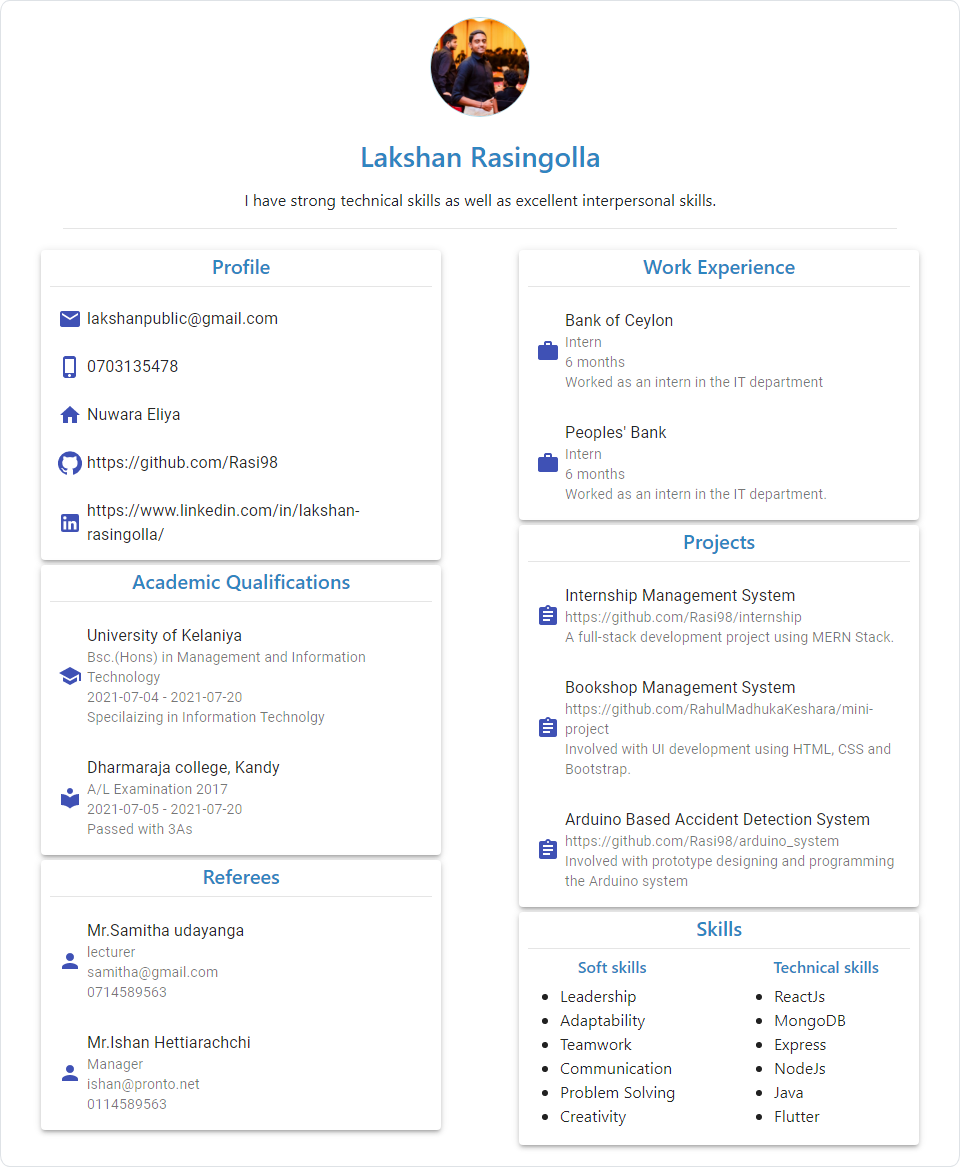 Lakshan Rasingolla
I have strong technical skills as well as excellent interpersonal skills.
Profile
lakshanpublic@gmail.com
0703135478
Nuwara Eliya
https://github.com/Rasi98
https://www.linkedin.com/in/lakshan-
rasingolla/
Academic Qualifications
University of Kelaniya
Bsc.(Hons) in Management and Information
Technology
2021-07-04 - 2021-07-20
Specilaizing in Information Technolgy
Dharmaraja college, Kandy
A/L Examination 2017
2021-07-05 - 2021-07-20
Passed with 3As
Referees
Mr.Samitha udayanga
lecturer
samitha@gmail.com
0714589563
Mr.Ishan Hettiarachchi
Manager
ishan@pronto.net
0114589563
Work Experience
Bank of Ceylon
Intern
6 months
Worked as an intern in the IT department
Peoples' Bank
Intern
6 months
Worked as an intern in the IT department.
Projects
Internship Management System
https://github.com/Rasi98/internship
A full-stack development project using MERN Stack.
Bookshop Management System
https://github.com/RahulMadhukaKeshara/mini-
project
Involved with UI development using HTML, CSS and
Bootstrap.
Arduino Based Accident Detection System
https://github.com/Rasi98/arduino_system
Involved with prototype designing and programming
the Arduino system
Skills
Soft skills
Leadership
Adaptability
Teamwork
Communication
Problem Solving
Creativity
Technical skills
ReactJs
MongoDB
Express
NodeJs
Java
Flutter